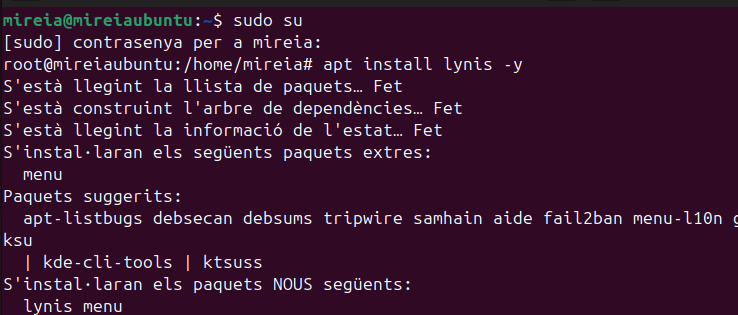 mireia@mireiaubuntu:~$ sudo su
[sudo] contrasenya per a mireia:
root@mireiaubuntu:/home/mireia# apt install lynis -y
S'està llegint la llista de paquets… Fet
S'està construint l'arbre de dependències… Fet
S'està llegint la informació de l'estat… Fet
S'instal·laran els següents paquets extres:
  menu
Paquets suggerits:
  apt-listbugs debsecan debsums tripwire samhain aide fail2ban menu-l10n g
ksu
  | kde-cli-tools | ktsuss
S'instal·laran els paquets NOUS següents:
  lynis menu